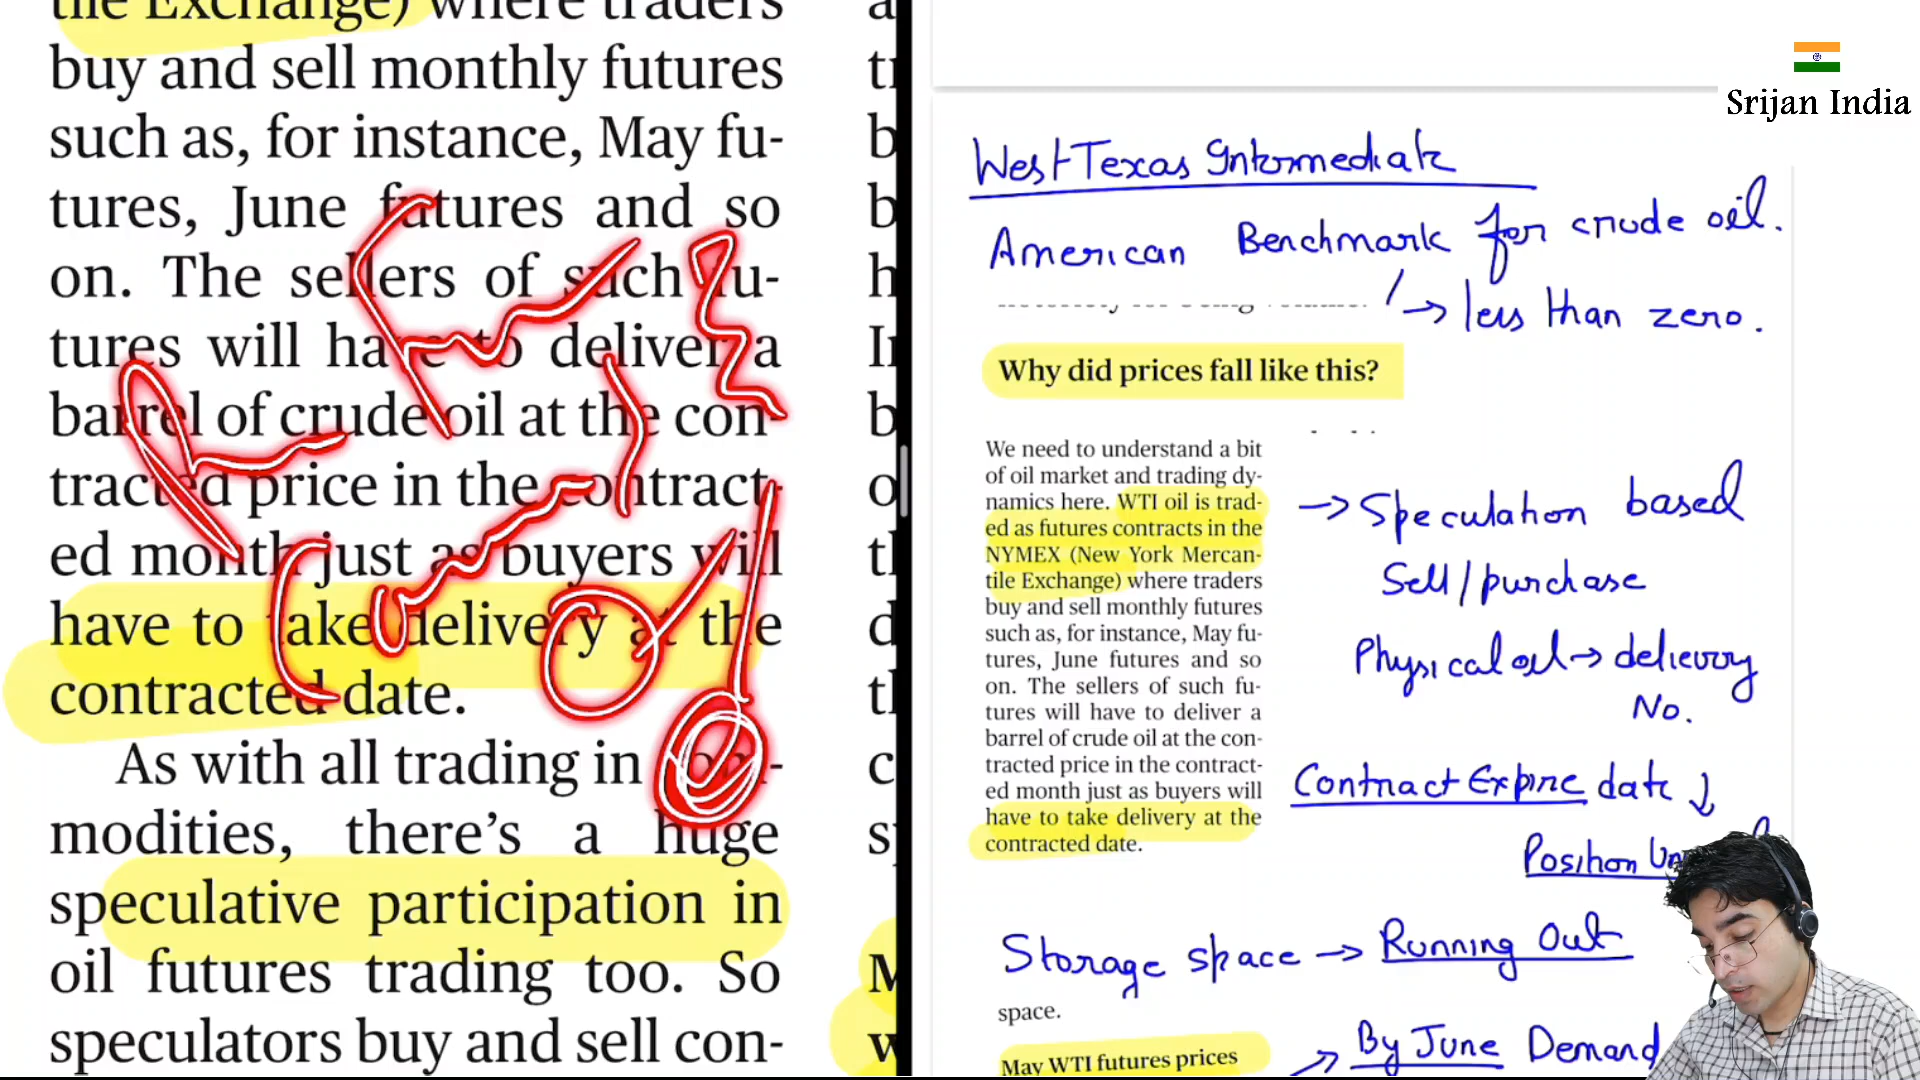 tile Exchange) where traders
buy and sell monthly futures
such as, for instance, May fu-
tures, June futures and so
on. The sellers of such fu-
tures will have to deliver a
barrel of crude oil at the con-
tracted price in the contract-
ed month just as buyers will
have to take delivery at the
contracted date.
As with all trading in com-
modities, there's a huge
speculative participation in
oil futures trading too. So
speculators buy and sell con-
Srijan India
West Texas Intermediate
American Benchmark for crude oil.
→ less than zero.
Why did prices fall like this?
We need to understand a bit
of oil market and trading dy-
namics here. WTI oil is trad-
ed as futures contracts in the
NYMEX (New York Mercan-
tile Exchange) where traders
buy and sell monthly futures
such as, for instance, May fu-
tures, June futures and so
on. The sellers of such fu-
tures will have to deliver a
barrel of crude oil at the con-
tracted price in the contract-
ed month just as buyers will
have to take delivery at the
contracted date.
→ Speculation based
Sell/purchase
Physical oil → delievery
No.
Contract Expire date ↓
Position
Storage space → Running Out
space.
May WTI futures prices
→ By June Demand